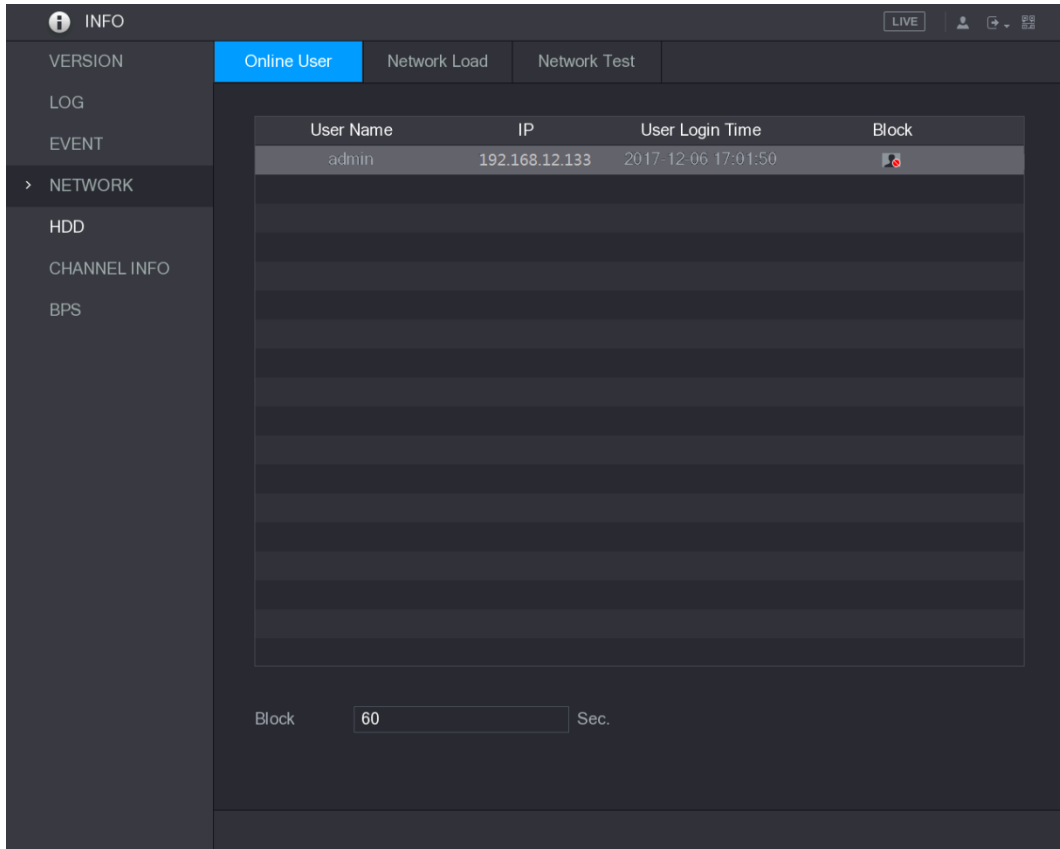 INFO
LIVE
VERSION
LOG
EVENT
NETWORK
HDD
CHANNEL INFO
BPS
Online User
Network Load
Network Test
User Name IP User Login Time Block
admin 192.168.12.133 2017-12-06 17:01:50
Block 60 Sec.